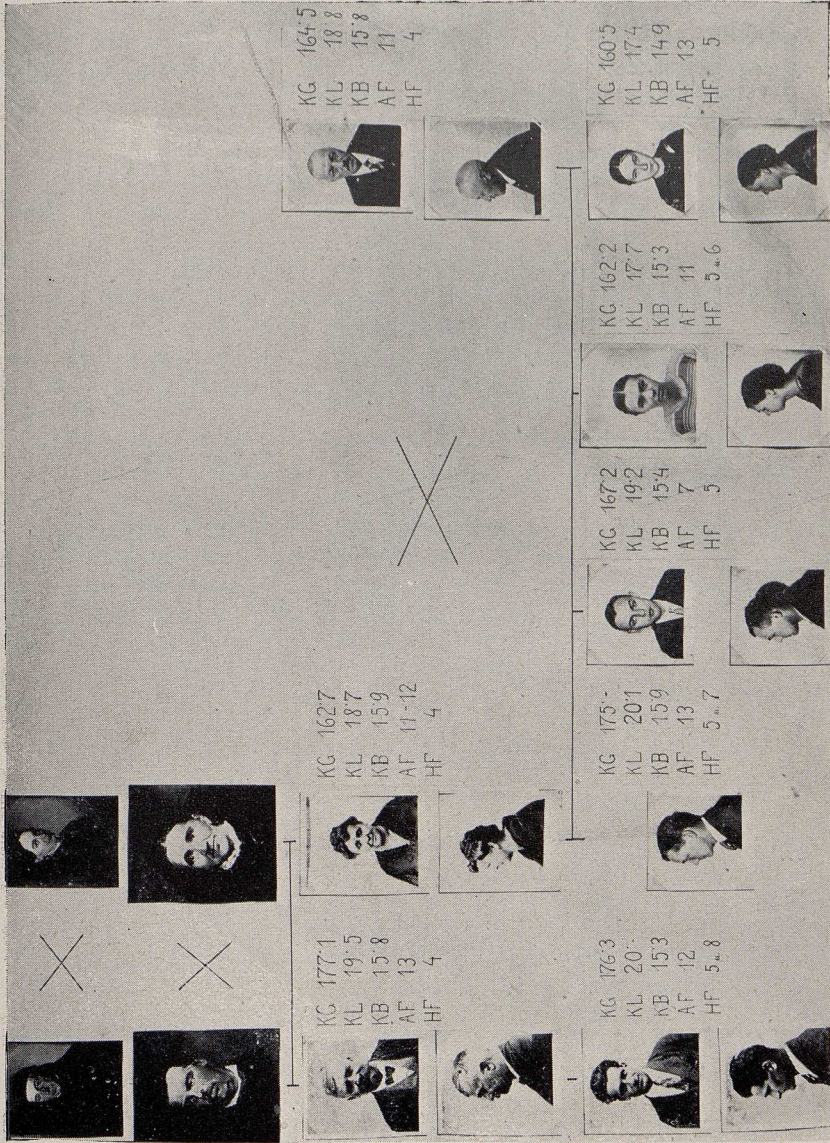 KG 177·1
KL 19·5
KB 15·8
AF 13
HF 4
KG 162·7
KL 18·7
KB 15·9
AF 11-12
HF 4
KG 164·5
KL 18·8
KB 15·8
AF 11
HF 4
KG 176·3
KL 20·-
KB 15·3
AF 12
HF 5u.8
KG 175·-
KL 20·1
KB 15·9
AF 13
HF 5u.7
KG 167·2
KL 19·2
KB 15·4
AF 7
HF 5
KG 162·2
KL 17·7
KB 15·3
AF 11
HF 5u.6
KG 160·5
KL 17·4
KB 14·9
AF 13
HF· 5